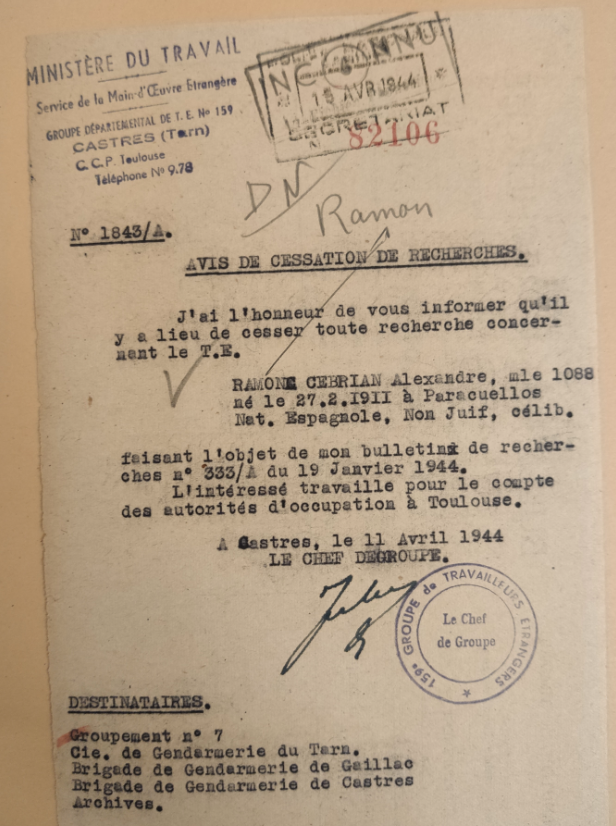 MINISTÈRE DU TRAVAIL
Service de la Main-d'Œuvre Etrangère
GROUPE DÉPARTEMENTAL DE T. E. Nº 159
CASTRES (Tarn)
C. C. P. Toulouse
Téléphone Nº 9.78
INCONNU
15 AVR 1944
SECRETARIAT
N
82106
DN
Ramon
Nº 1843/A.
AVIS DE CESSATION DE RECHERCHES.
J'ai l'honneur de vous informer qu'il
y a lieu de cesser toute recherche concer-
nant le T.E.
RAMONE CEBRIAN Alexandre, mle 1088
né le 27.2.1911 à Paracuellos
Nat. Espagnole, Non Juif, célib.
faisant l'objet de mon bulletin de recher-
ches nº 333/A du 19 Janvier 1944.
L'intéressé travaille pour le compte
des autorités d'occupation à Toulouse.
A Castres, le 11 Avril 1944
LE CHEF DEGROUPE.
159e GROUPE de TRAVAILLEURS ETRANGERS
Le Chef
de Groupe
DESTINATAIRES.
Groupement nº 7
Cie. de Gendarmerie du Tarn.
Brigade de Gendarmerie de Gaillac
Brigade de Gendarmerie de Castres
Archives.